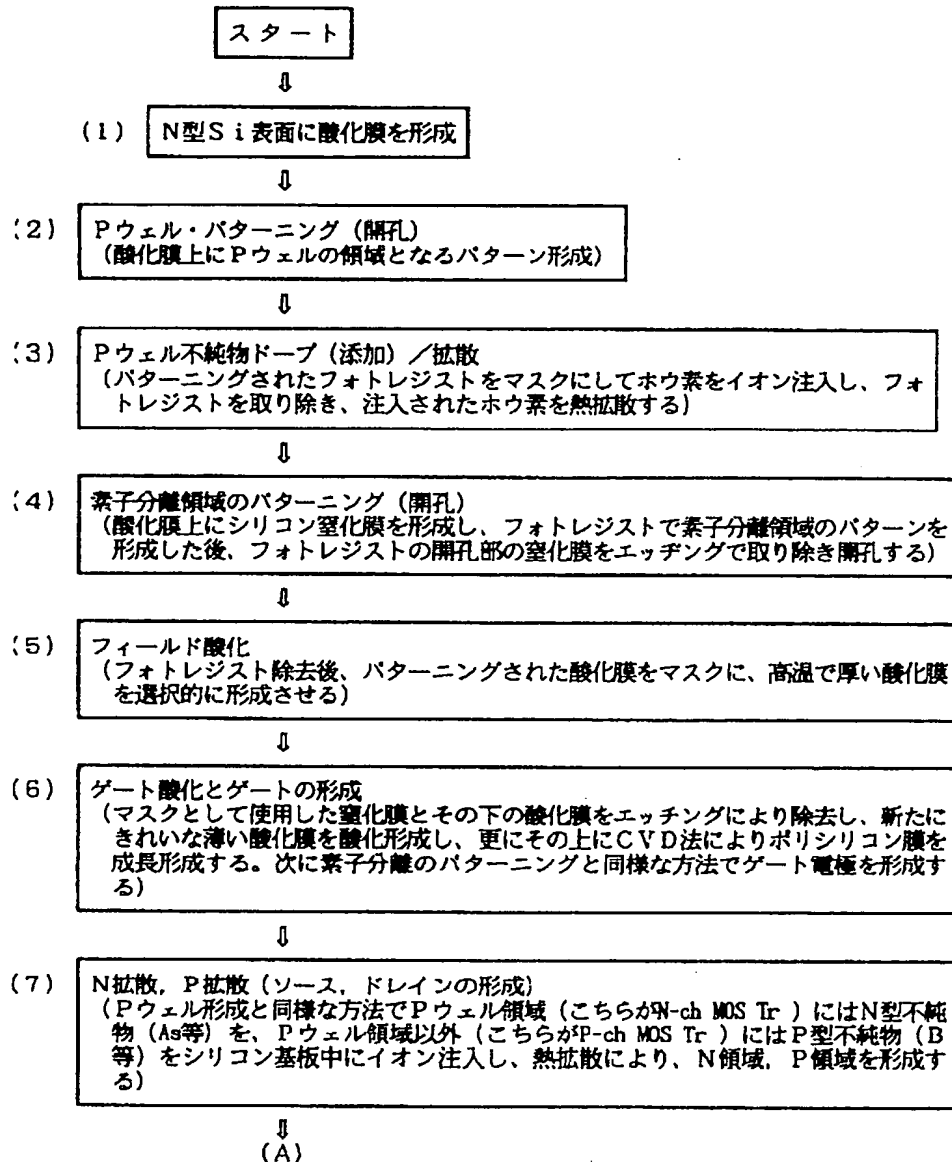 スタート
⇩
(1) N型Si表面に酸化膜を形成
⇩
(2) Pウェル・パターニング(開孔)
(酸化膜上にPウェルの領域となるパターン形成)
⇩
(3) Pウェル不純物ドープ(添加)/拡散
(パターニングされたフォトレジストをマスクにしてホウ素をイオン注入し、フォ
トレジストを取り除き、注入されたホウ素を熱拡散する)
⇩
(4) 素子分離領域のパターニング(開孔)
(酸化膜上にシリコン窒化膜を形成し、フォトレジストで素子分離領域のパターンを
形成した後、フォトレジストの開孔部の窒化膜をエッヂングで取り除き開孔する)
⇩
(5) フィールド酸化
(フォトレジスト除去後、パターニングされた酸化膜をマスクに、高温で厚い酸化膜
を選択的に形成させる)
⇩
(6) ゲート酸化とゲートの形成
(マスクとして使用した窒化膜とその下の酸化膜をエッチングにより除去し、新たに
きれいな薄い酸化膜を酸化形成し、更にその上にCVD法によりポリシリコン膜を
成長形成する。次に素子分離のパターニングと同様な方法でゲート電極を形成す
る)
⇩
(7) N拡散,P拡散(ソース,ドレインの形成)
(Pウェル形成と同様な方法でPウェル領域(こちらがN-ch MOS Tr )にはN型不純
物(As等)を、Pウェル領域以外(こちらがP-ch MOS Tr )にはP型不純物(B
等)をシリコン基板中にイオン注入し、熱拡散により、N領域,P領域を形成す
る)
⇩
(A)